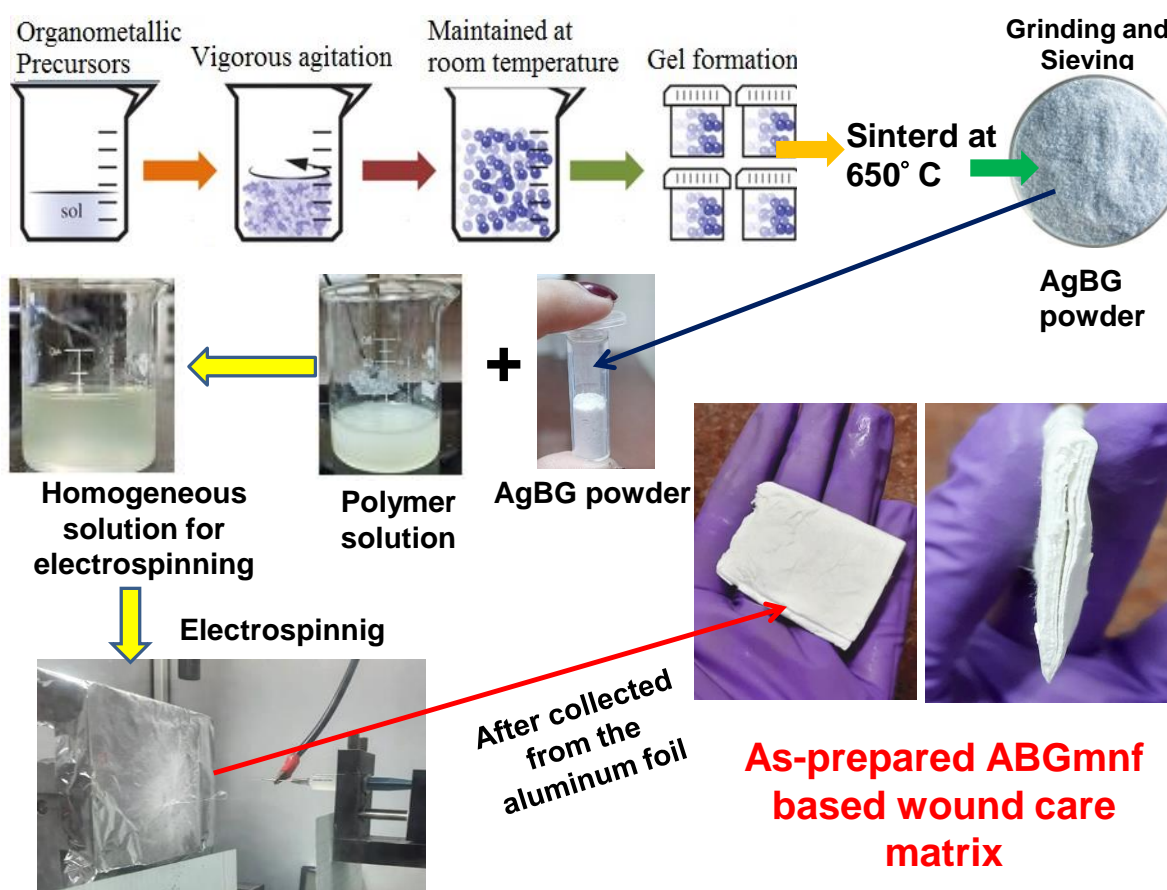 Organometallic
Precursors
Vigorous agitation
Maintained at
room temperature
Gel formation
Grinding and
Sieving
sol
Sinterd at
650° C
AgBG
powder
+
Homogeneous
solution for
electrospinning
Polymer
solution
AgBG powder
Electrospinnig
After collected
from the
aluminum foil
As-prepared ABGmnf
based wound care
matrix